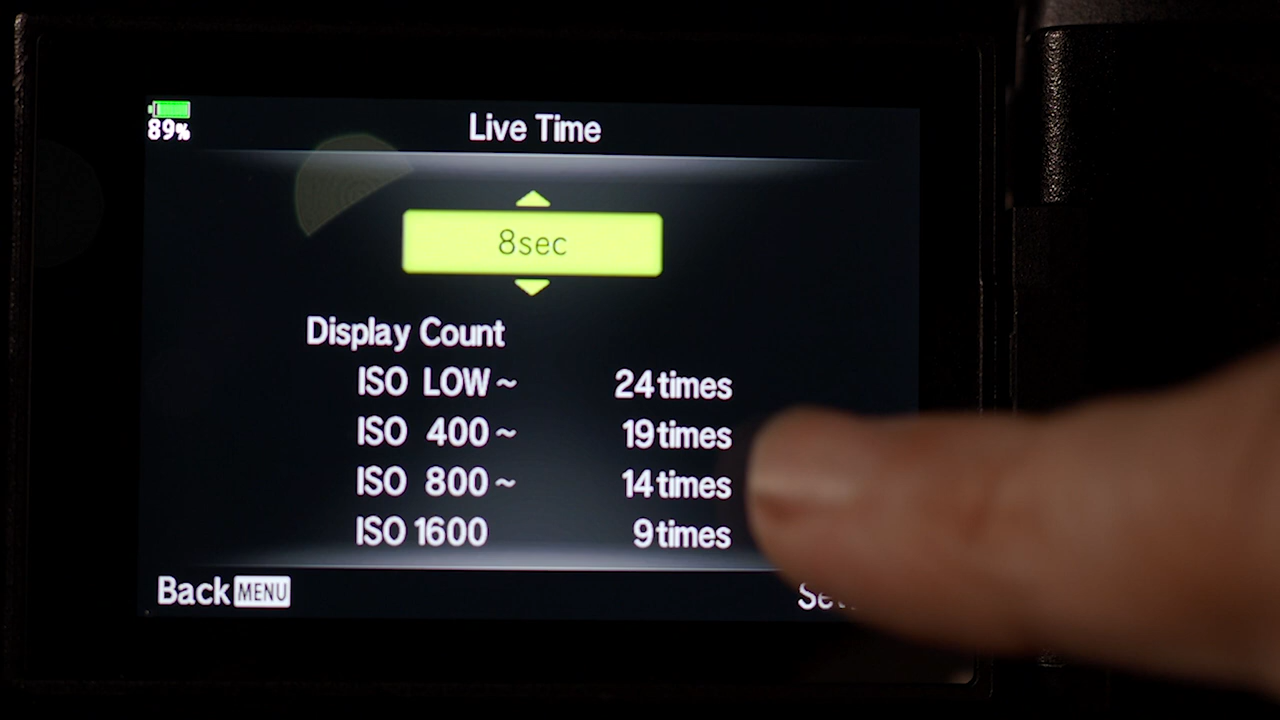 89%
Live Time
8sec
Display Count
ISO LOW ~ 24 times
ISO 400 ~ 19 times
ISO 800 ~ 14 times
ISO 1600 9 times
Back MENU